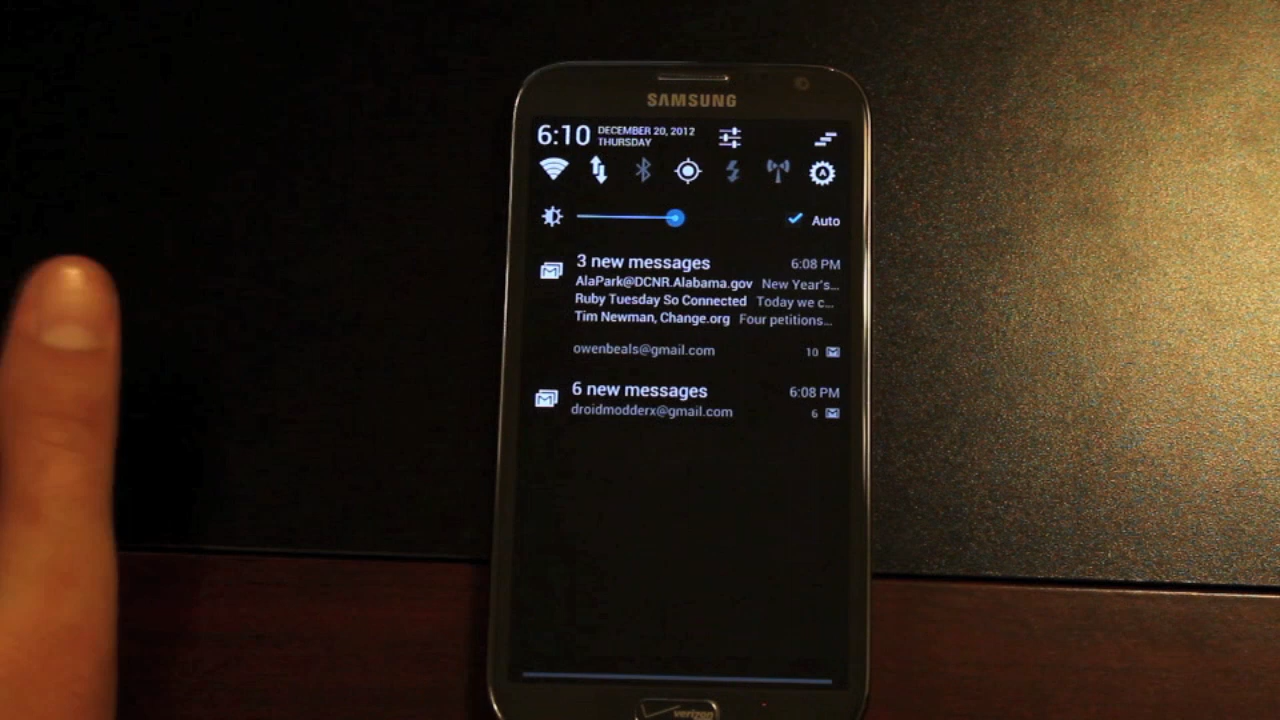 SAMSUNG
6:10 DECEMBER 20, 2012
THURSDAY
Auto
3 new messages 6:08 PM
AlaPark@DCNR.Alabama.gov New Year's...
Ruby Tuesday So Connected Today we c...
Tim Newman, Change.org Four petitions...
owenbeals@gmail.com 10
6 new messages 6:08 PM
droidmodderx@gmail.com 6
verizon